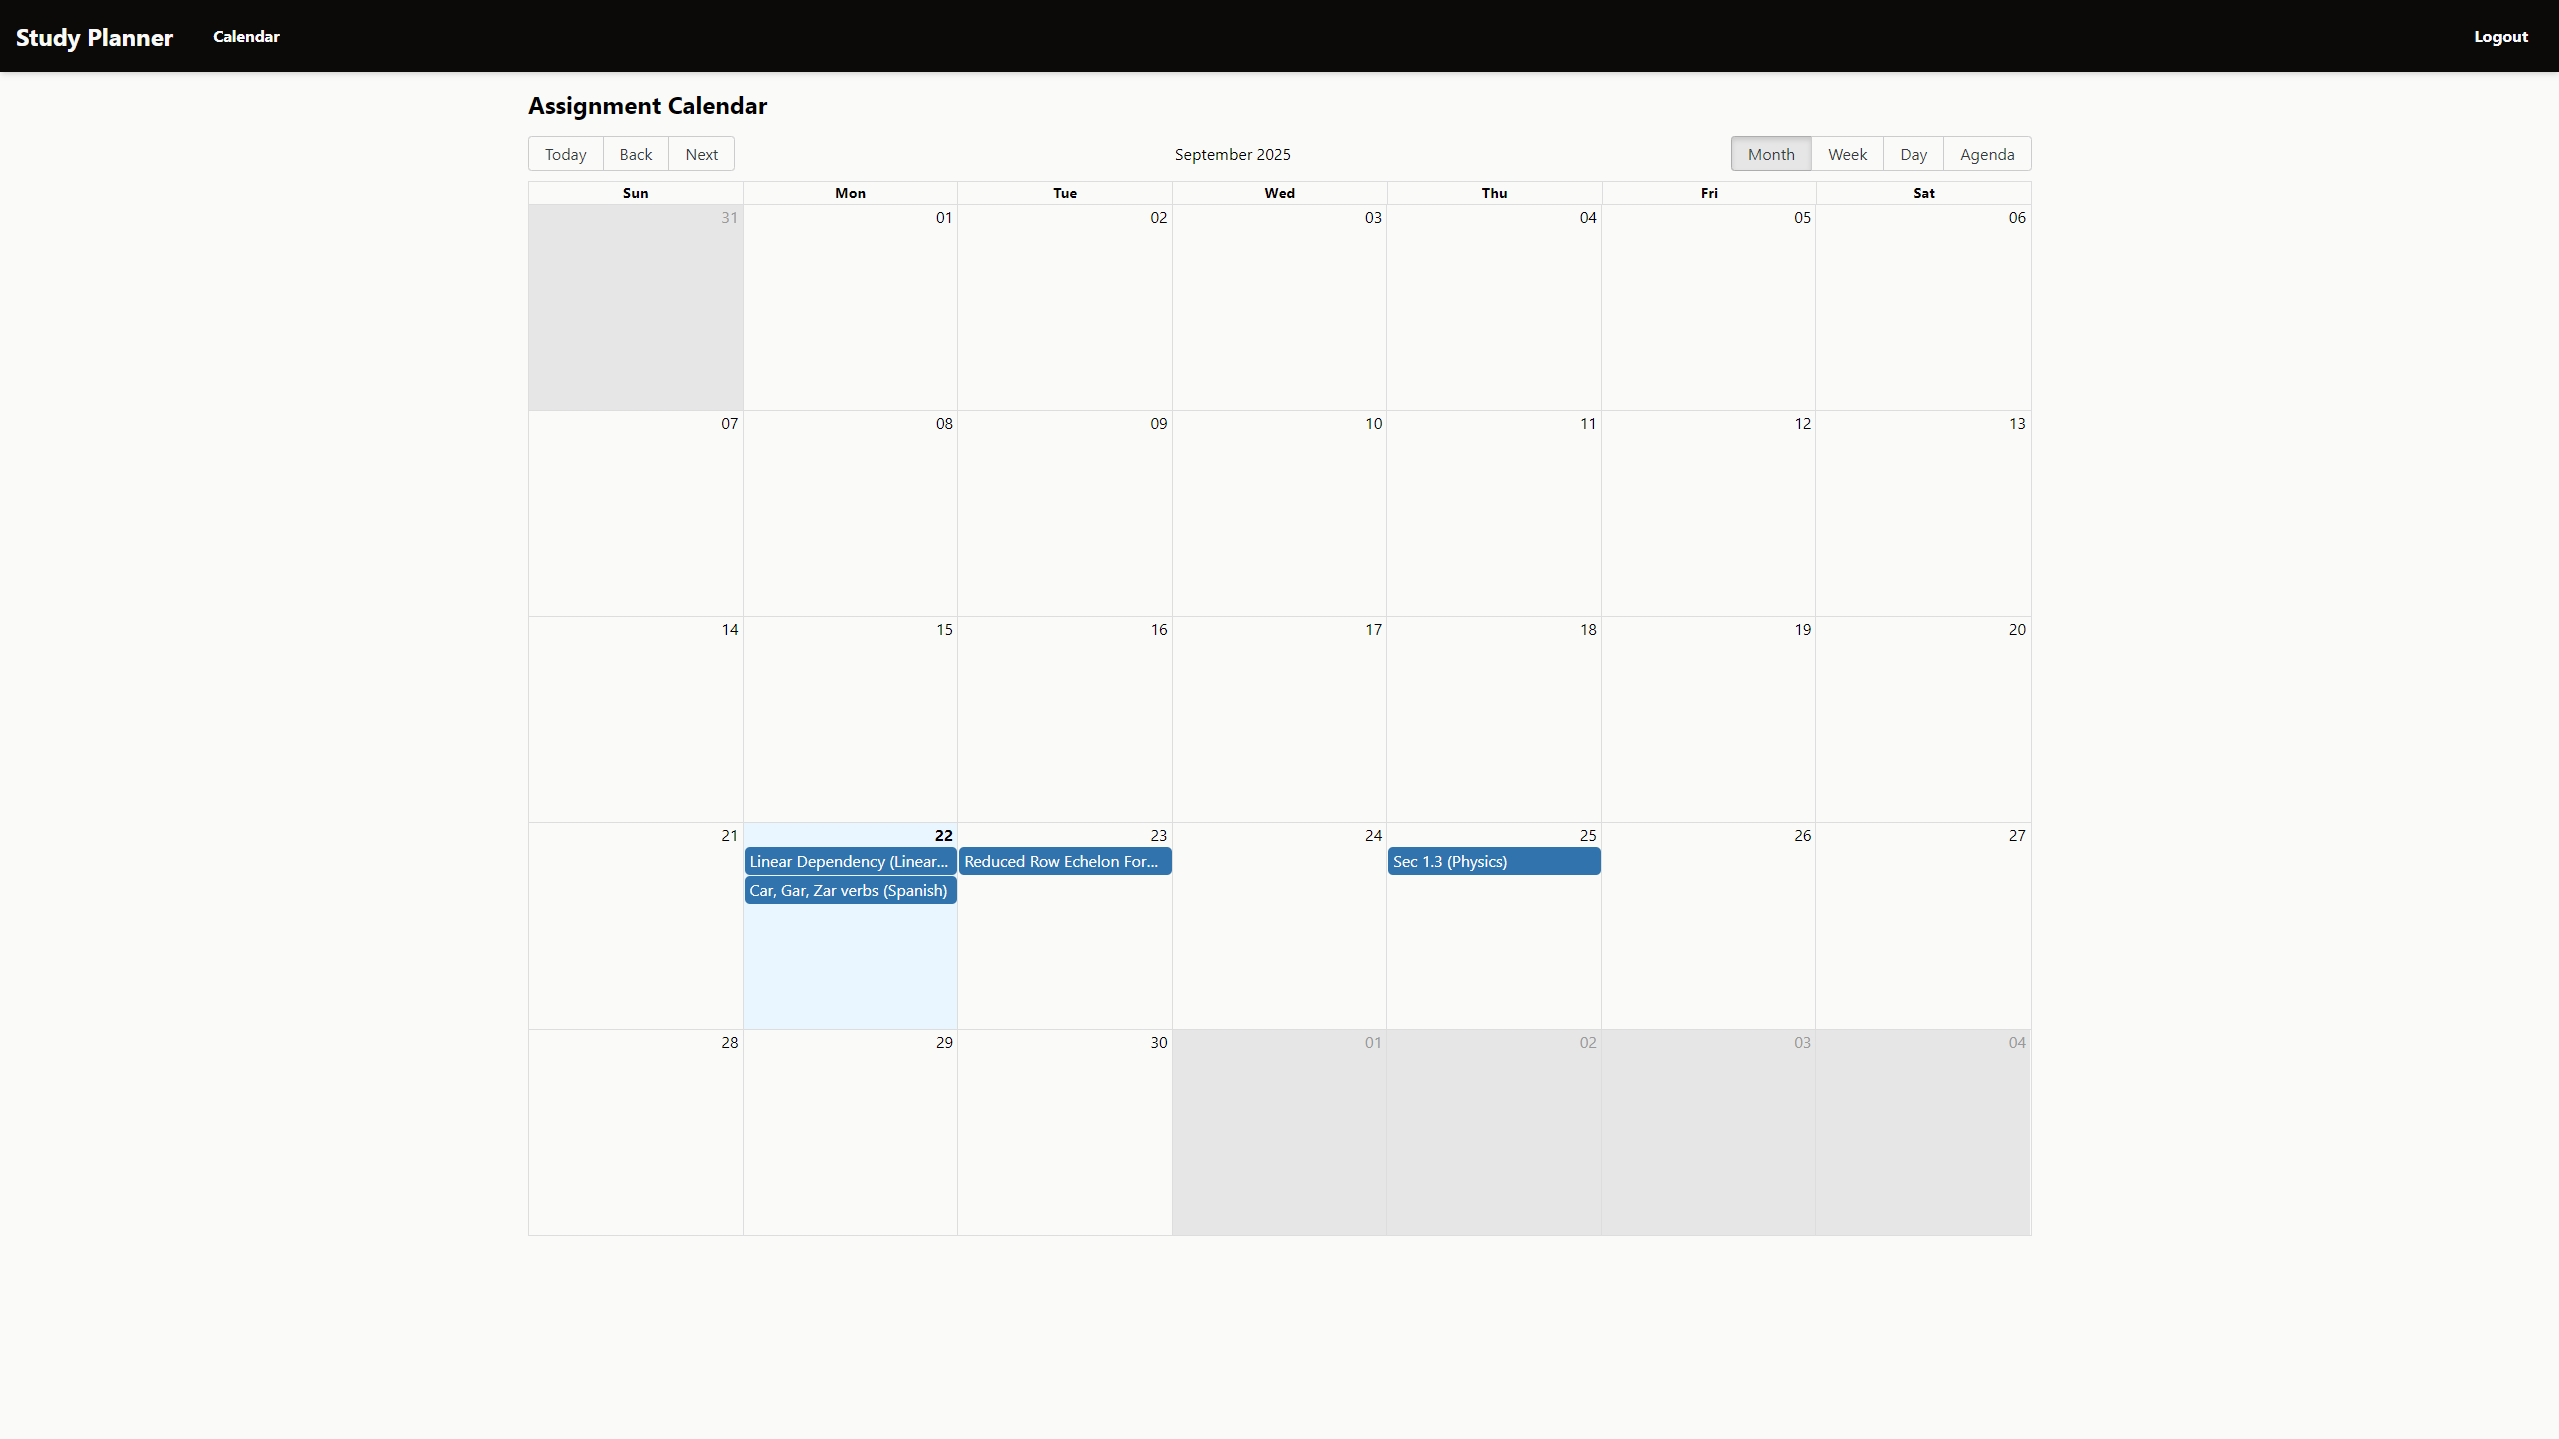 Study Planner Calendar Logout
Assignment Calendar
Today Back Next September 2025 Month Week Day Agenda
Sun Mon Tue Wed Thu Fri Sat
31 01 02 03 04 05 06
07 08 09 10 11 12 13
14 15 16 17 18 19 20
21 22 23 24 25 26 27
Linear Dependency (Linear... Reduced Row Echelon For... Sec 1.3 (Physics)
Car, Gar, Zar verbs (Spanish)
28 29 30 01 02 03 04